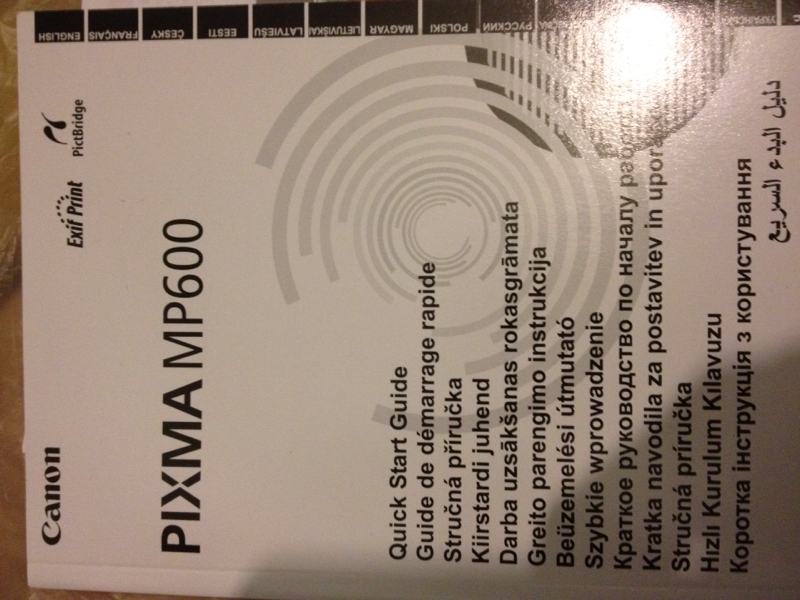 Canon
Exif Print
PictBridge
PIXMA MP600
Quick Start Guide
Guide de démarrage rapide
Stručná příručka
Kiirstardi juhend
Darba uzsākšanas rokasgrāmata
Greito parengimo instrukcija
Beüzemelési útmutató
Szybkie wprowadzenie
Краткое руководство по началу
Kratka navodila za postavitev in
Stručná príručka
Hızlı Kurulum Kılavuzu
Коротка інструкція з користування
دليل البدء السريع
ENGLISH
FRANÇAIS
ČESKY
EESTI
LATVIEŠU
LIETUVIŠKAI
MAGYAR
POLSKI
РУССКИЙ